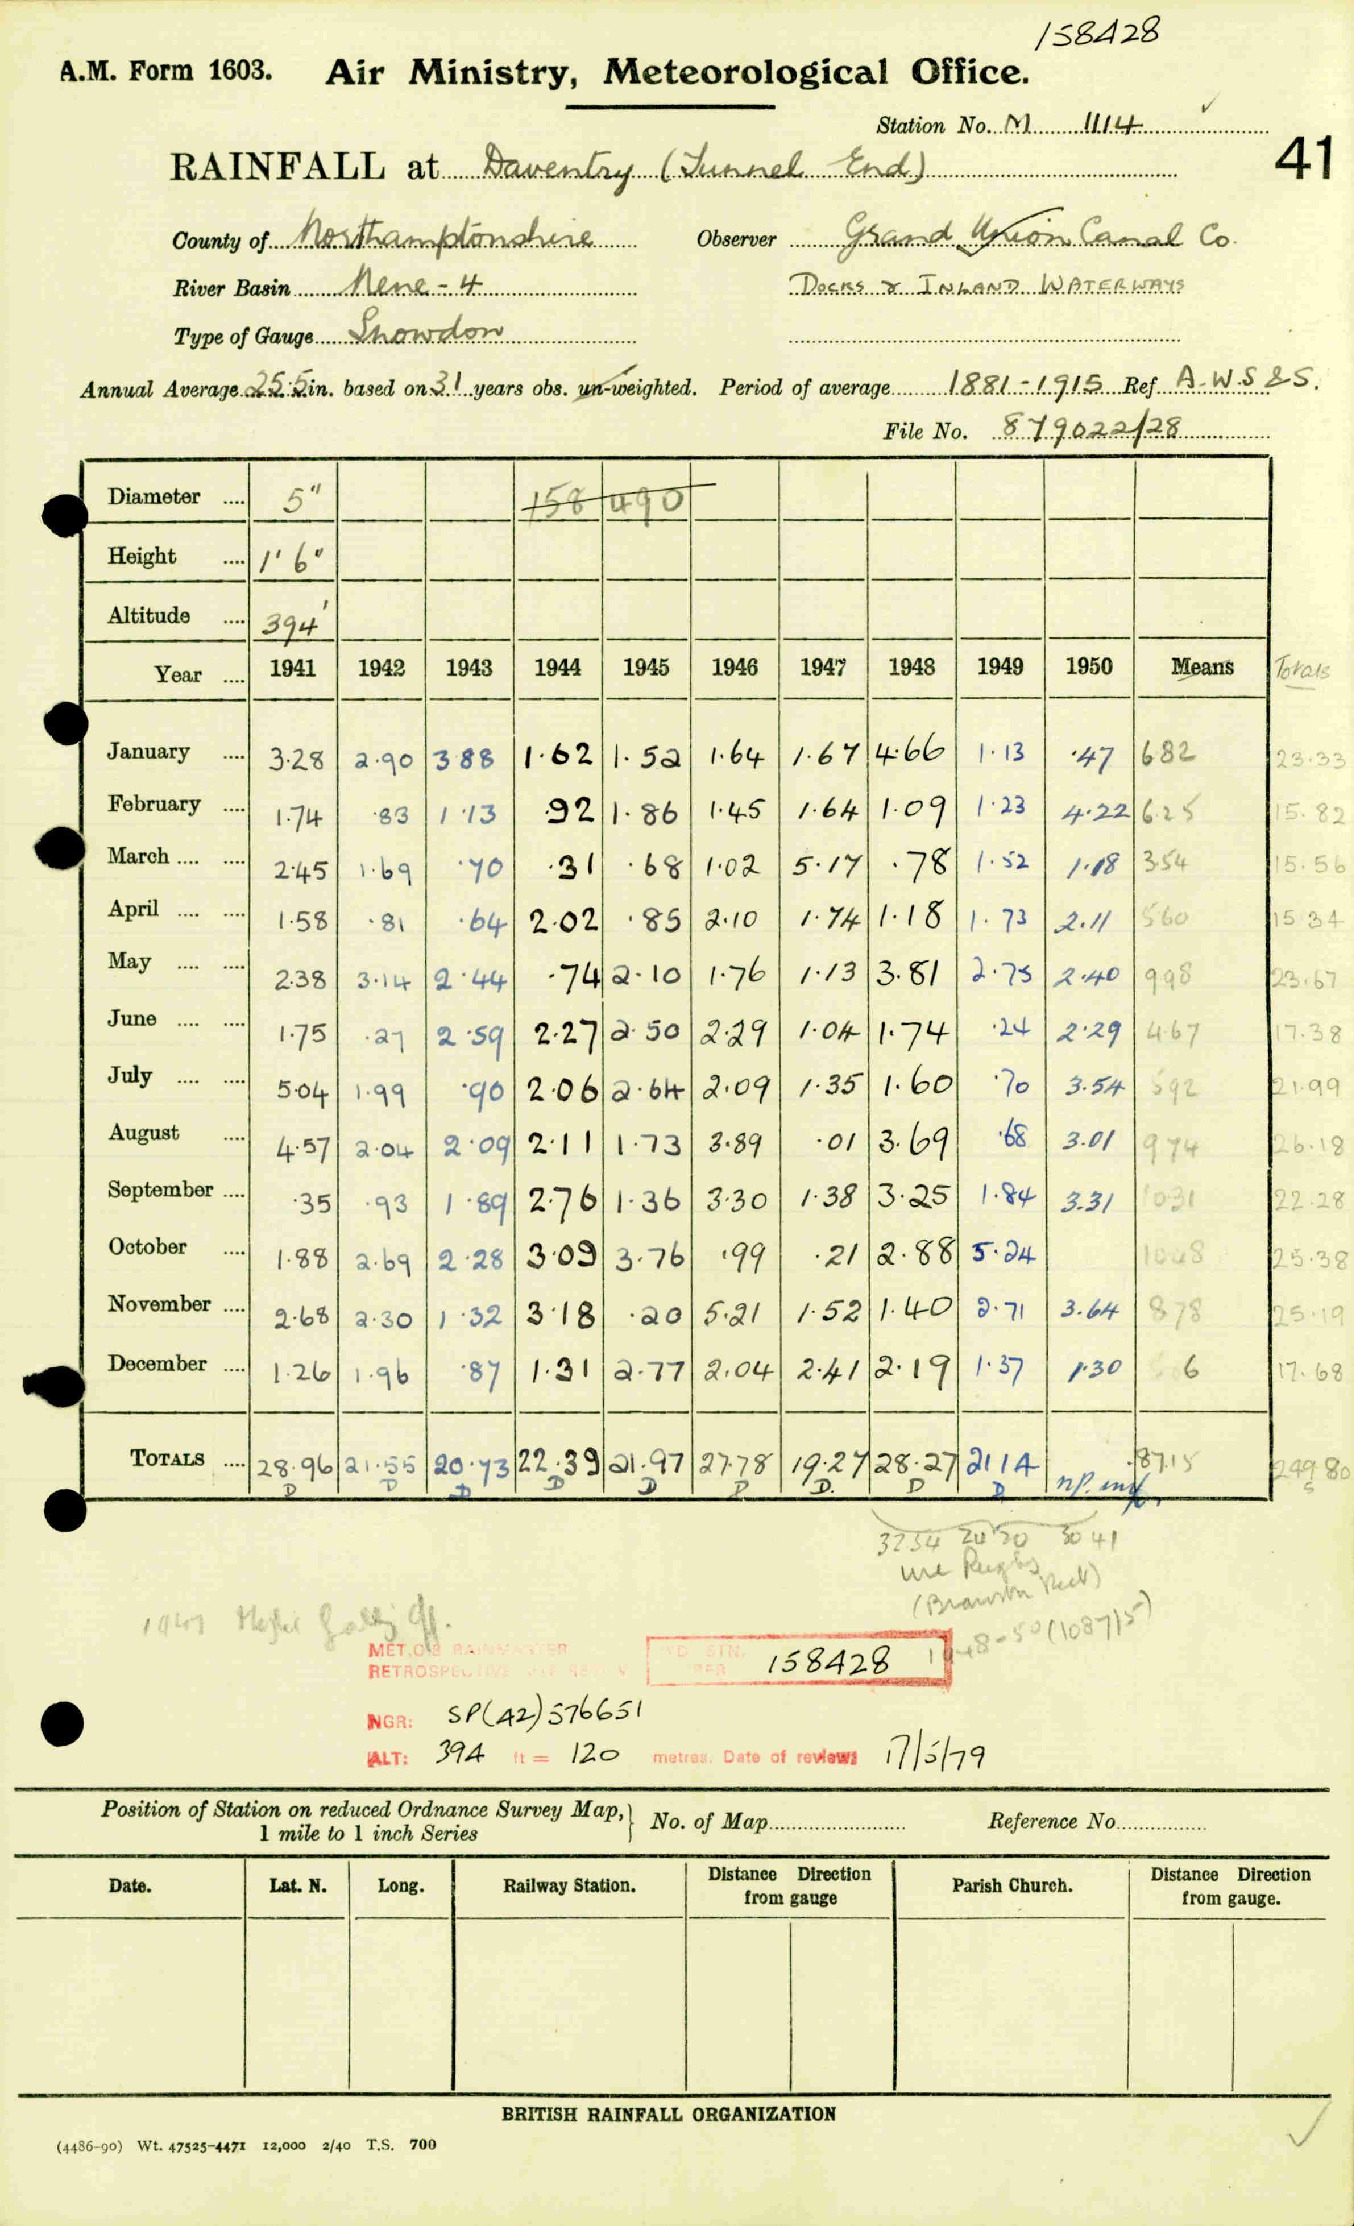 158428
A.M. Form 1603. Air Ministry, Meteorological Office.
Station No. M 1114 ✓
RAINFALL at Daventry (Tunnel End) 41
County of Northamptonshire Observer Grand Union Canal Co.
River Basin Nene - 4 DOCKS & INLAND WATERWAYS
Type of Gauge Snowdon
Annual Average 25.5 in. based on 31 years obs. un-weighted. Period of average 1881-1915 Ref A.W.S & S.
File No. 879022/28
Diameter .... 5" 158490
Height .... 1' 6"
Altitude .... 394'
Year .... 1941 1942 1943 1944 1945 1946 1947 1948 1949 1950 Means Totals
January .... 3.28 2.90 3.88 1.62 1.52 1.64 1.67 4.66 1.13 .47 682 23.33
February .... 1.74 .83 1.13 .92 1.86 1.45 1.64 1.09 1.23 4.22 6.25 15.82
March .... .... 2.45 1.69 .70 .31 .68 1.02 5.17 .78 1.52 1.18 354 15.56
April .... .... 1.58 .81 .64 2.02 .85 2.10 1.74 1.18 1.73 2.11 560 15.34
May .... .... 2.38 3.14 2.44 .74 2.10 1.76 1.13 3.81 2.75 2.40 998 23.67
June .... .... 1.75 .27 2.59 2.27 2.50 2.29 1.04 1.74 .24 2.29 467 17.38
July .... .... 5.04 1.99 .90 2.06 2.64 2.09 1.35 1.60 .70 3.54 592 21.99
August .... 4.57 2.04 2.09 2.11 1.73 3.89 .01 3.69 .68 3.01 974 26.18
September .... .35 .93 1.89 2.76 1.36 3.30 1.38 3.25 1.84 3.31 1031 22.28
October .... 1.88 2.69 2.28 3.09 3.76 .99 .21 2.88 5.24 25.38
November .... 2.68 2.30 1.32 3.18 .20 5.21 1.52 1.40 2.71 3.64 878 25.19
December .... 1.26 1.96 .87 1.31 2.77 2.04 2.41 2.19 1.37 1.30 6 17.68
TOTALS .... 28.96 21.55 20.73 22.39 21.97 27.78 19.27 28.27 21 14 87.15 249.80
D D D D D D D. D D S
3254 2450 3041
use Rugby
(Braunston Rect)
1948-50 (1087/5)
1947
MET.O.8 RAINMASTER
RETROSPECTIVE
STN. 158428
NGR: SP(42)576651
ALT: 394 ft = 120 metres. Date of review: 17/5/79
Position of Station on reduced Ordnance Survey Map, 1 mile to 1 inch Series } No. of Map Reference No.
Date. Lat. N. Long. Railway Station. Distance Direction from gauge Parish Church. Distance Direction from gauge.
BRITISH RAINFALL ORGANIZATION
(4486-90) Wt. 47525-4471 12,000 2/40 T.S. 700